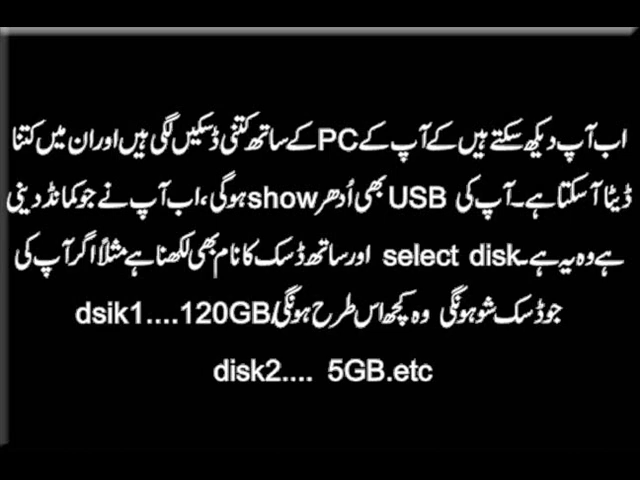 اب آپ دیکھ سکتے ہیں کے آپ کے PC کے ساتھ کتنی ڈسکیں لگی ہیں اور ان میں کتنا
ڈیٹا آ سکتا ہے۔ آپ کی USB بھی اُدھر show ہوگی، اب آپ نے جو کمانڈ دینی
ہے وہ یہ ہے۔ select disk اور ساتھ ڈسک کا نام بھی لکھنا ہے مثلاً اگر آپ کی
جو ڈسک شو ہونگی وہ کچھ اس طرح ہونگی/dsik1....120GB
disk2.... 5GB.etc